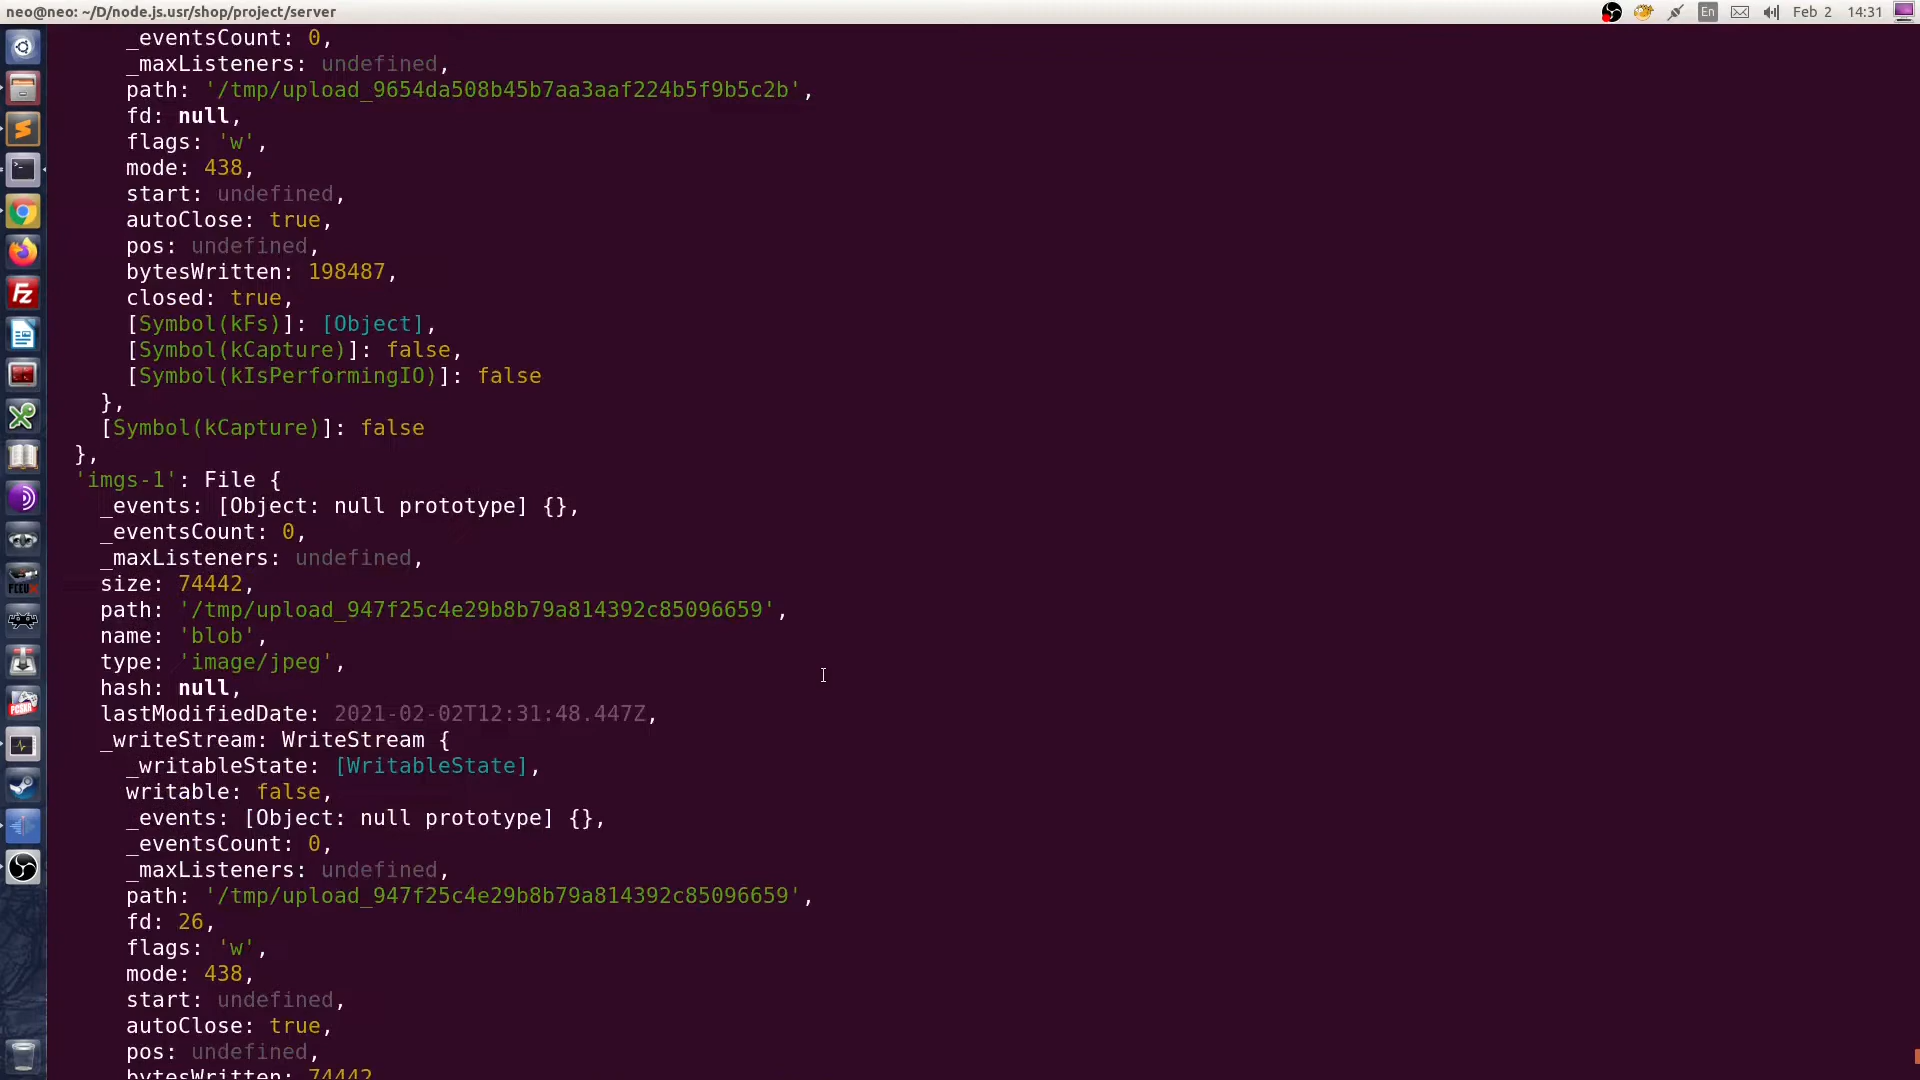 neo@neo: ~/D/node.js.usr/shop/project/server
En
Feb 2
14:31
_eventsCount: 0,
_maxListeners: undefined,
path: '/tmp/upload_9654da508b45b7aa3aaf224b5f9b5c2b',
fd: null,
flags: 'w',
mode: 438,
start: undefined,
autoClose: true,
pos: undefined,
bytesWritten: 198487,
closed: true,
[Symbol(kFs)]: [Object],
[Symbol(kCapture)]: false,
[Symbol(kIsPerformingIO)]: false
},
[Symbol(kCapture)]: false
},
'imgs-1': File {
_events: [Object: null prototype] {},
_eventsCount: 0,
_maxListeners: undefined,
size: 74442,
path: '/tmp/upload_947f25c4e29b8b79a814392c85096659',
name: 'blob',
type: 'image/jpeg',
hash: null,
lastModifiedDate: 2021-02-02T12:31:48.447Z,
_writeStream: WriteStream {
_writableState: [WritableState],
writable: false,
_events: [Object: null prototype] {},
_eventsCount: 0,
_maxListeners: undefined,
path: '/tmp/upload_947f25c4e29b8b79a814392c85096659',
fd: 26,
flags: 'w',
mode: 438,
start: undefined,
autoClose: true,
pos: undefined,
bytesWritten: 74442